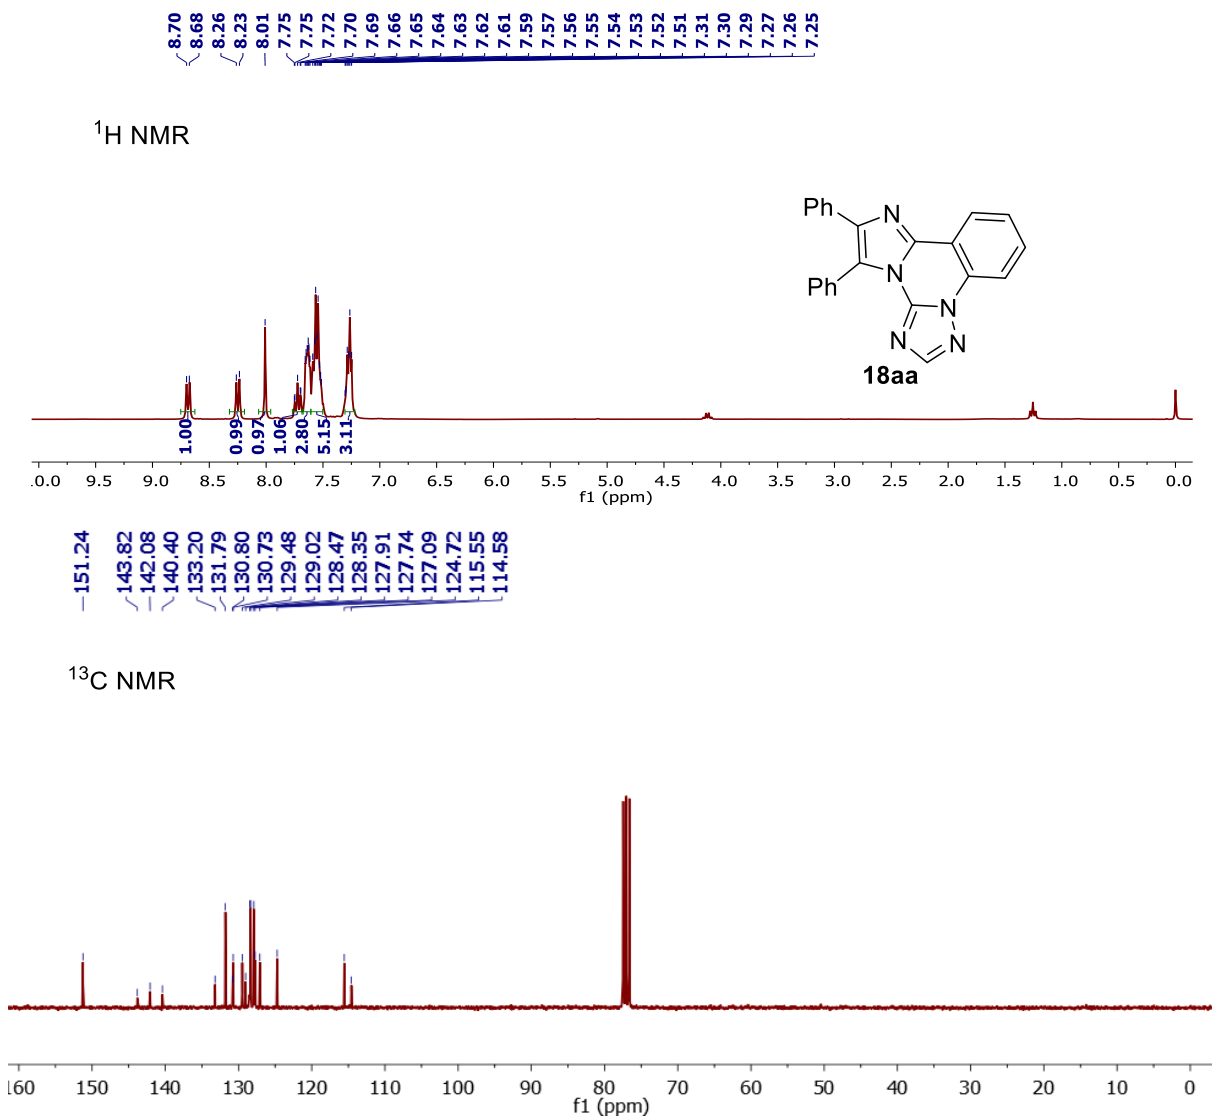 8.70 8.68 8.26 8.23 8.01 7.75 7.75 7.72 7.70 7.69 7.66 7.65 7.64 7.63 7.62 7.61 7.59 7.57 7.56 7.55 7.54 7.53 7.52 7.51 7.31 7.30 7.29 7.27 7.26 7.25
1H NMR
Ph N
Ph N N
N N
18aa
1.00 0.99 0.97 1.06 2.80 5.15 3.11
.0.0 9.5 9.0 8.5 8.0 7.5 7.0 6.5 6.0 5.5 5.0 4.5 4.0 3.5 3.0 2.5 2.0 1.5 1.0 0.5 0.0
f1 (ppm)
151.24 143.82 142.08 140.40 133.20 131.79 130.80 130.73 129.48 129.02 128.47 128.35 127.91 127.74 127.09 124.72 115.55 114.58
13C NMR
160 150 140 130 120 110 100 90 80 70 60 50 40 30 20 10 0
f1 (ppm)